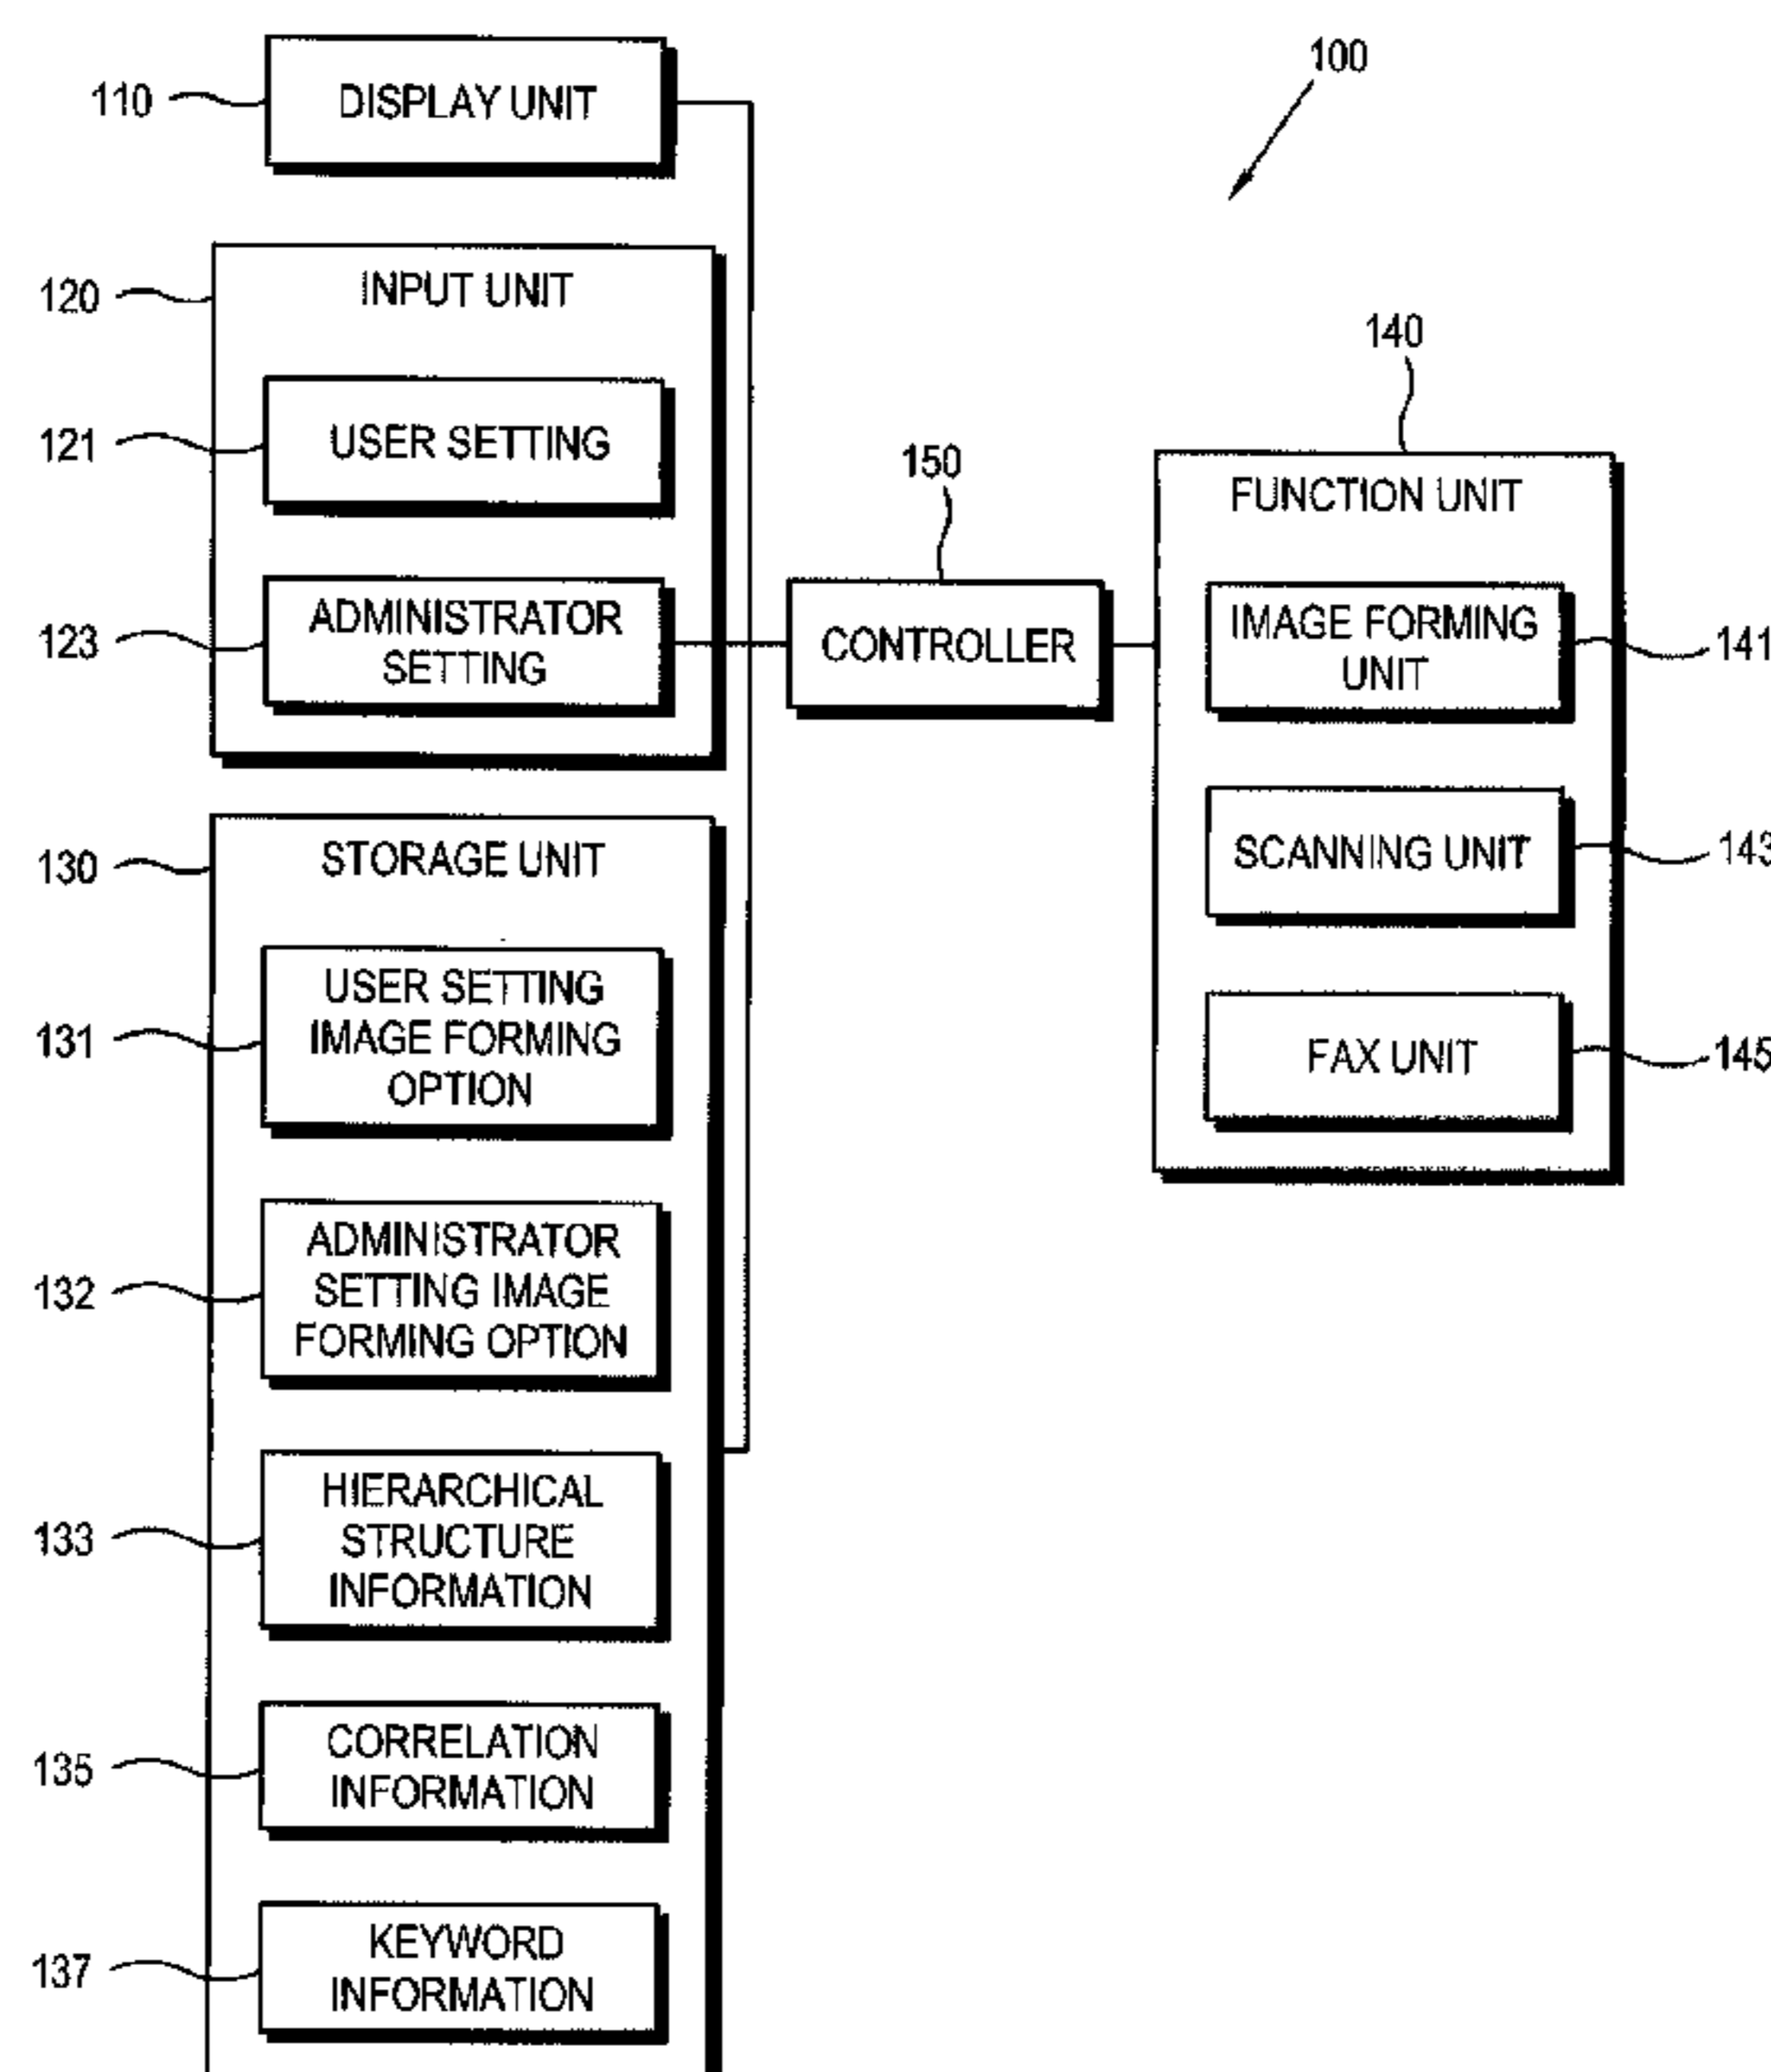 100
110
DISPLAY UNIT
120
INPUT UNIT
121
USER SETTING
123
ADMINISTRATOR
SETTING
150
CONTROLLER
140
FUNCTION UNIT
IMAGE FORMING
UNIT
141
SCANNING UNIT
143
FAX UNIT
145
130
STORAGE UNIT
131
USER SETTING
IMAGE FORMING
OPTION
132
ADMINISTRATOR
SETTING IMAGE
FORMING OPTION
133
HIERARCHICAL
STRUCTURE
INFORMATION
135
CORRELATION
INFORMATION
137
KEYWORD
INFORMATION